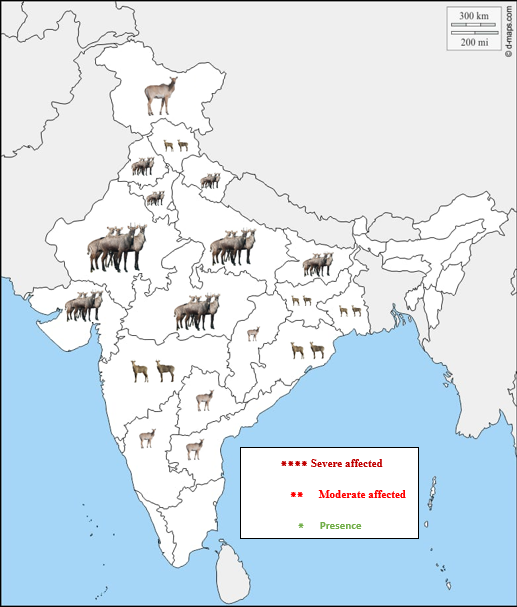 300 km
200 mi
© d-maps.com
**** Severe affected
** Moderate affected
* Presence